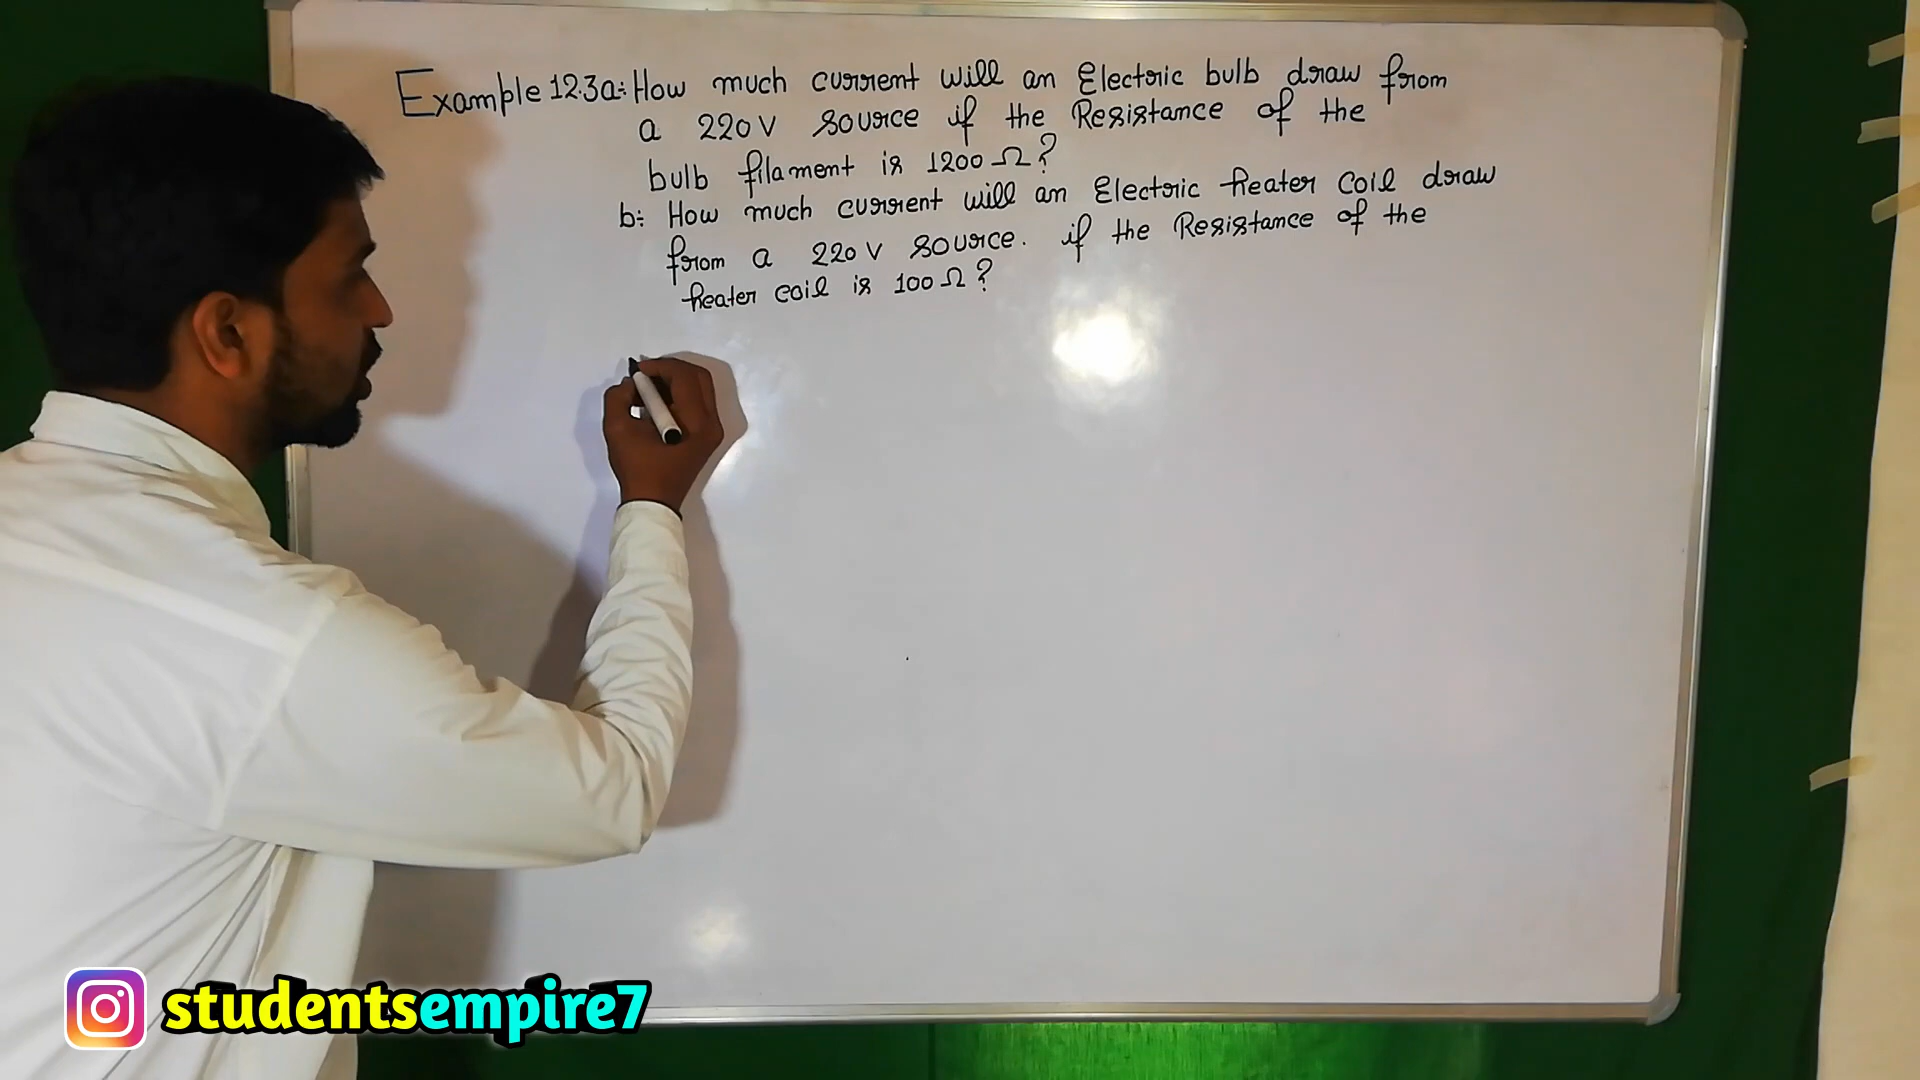 Example 12.3a:- How much current will an Electric bulb draw from
a 220V source if the Resistance of the
bulb filament is 1200 Ω?
b:- How much current will an Electric heater coil draw
from a 220 V source. if the Resistance of the
heater coil is 100 Ω?
studentsempire7